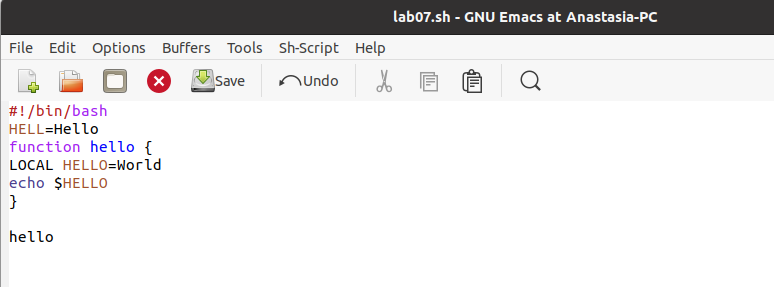 lab07.sh - GNU Emacs at Anastasia-PC
File Edit Options Buffers Tools Sh-Script Help
Save Undo
#!/bin/bash
HELL=Hello
function hello {
LOCAL HELLO=World
echo $HELLO
}
hello